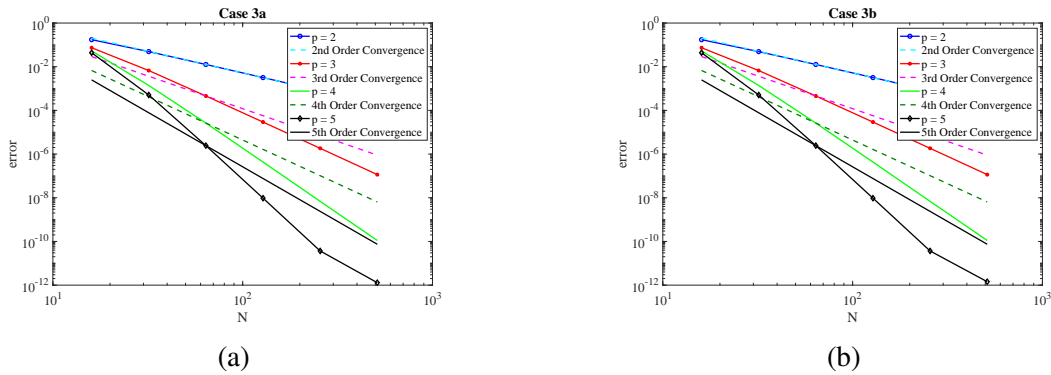 Case 3a
10^0
10^-2
10^-4
10^-6
10^-8
10^-10
10^-12
error
p = 2
2nd Order Convergence
p = 3
3rd Order Convergence
p = 4
4th Order Convergence
p = 5
5th Order Convergence
10^1
10^2
10^3
N
(a)
Case 3b
10^0
10^-2
10^-4
10^-6
10^-8
10^-10
10^-12
error
p = 2
2nd Order Convergence
p = 3
3rd Order Convergence
p = 4
4th Order Convergence
p = 5
5th Order Convergence
10^1
10^2
10^3
N
(b)